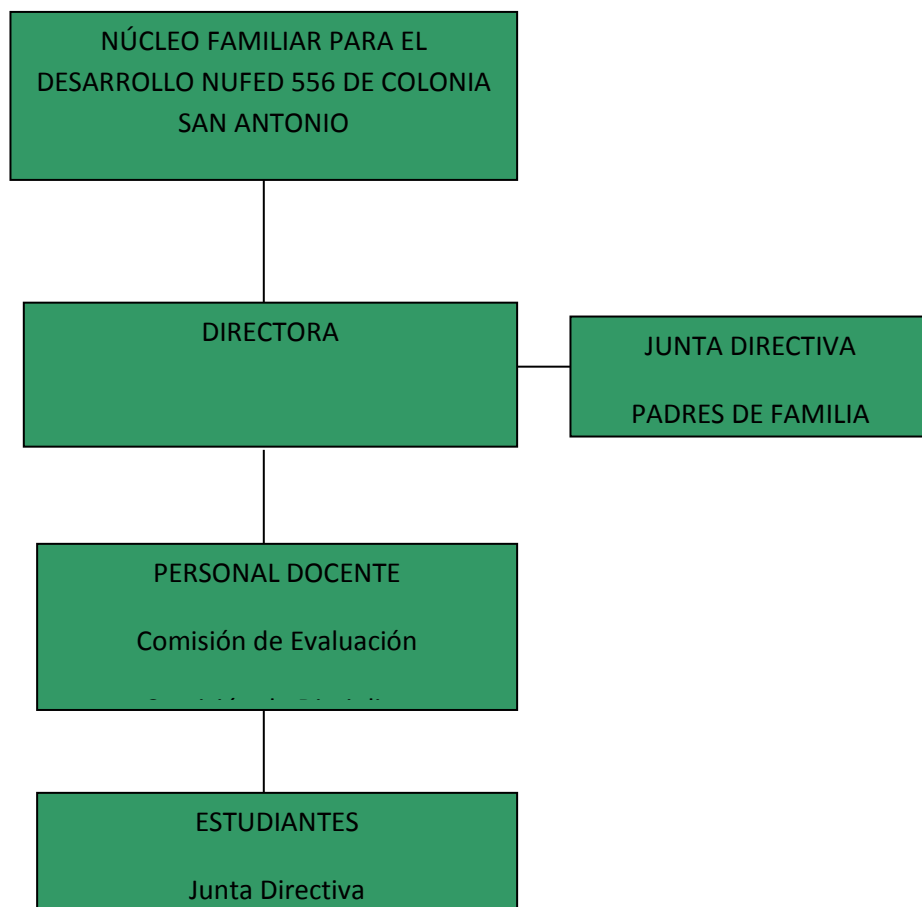 NÚCLEO FAMILIAR PARA EL
DESARROLLO NUFED 556 DE COLONIA
SAN ANTONIO
DIRECTORA
JUNTA DIRECTIVA
PADRES DE FAMILIA
PERSONAL DOCENTE
Comisión de Evaluación
ESTUDIANTES
Junta Directiva